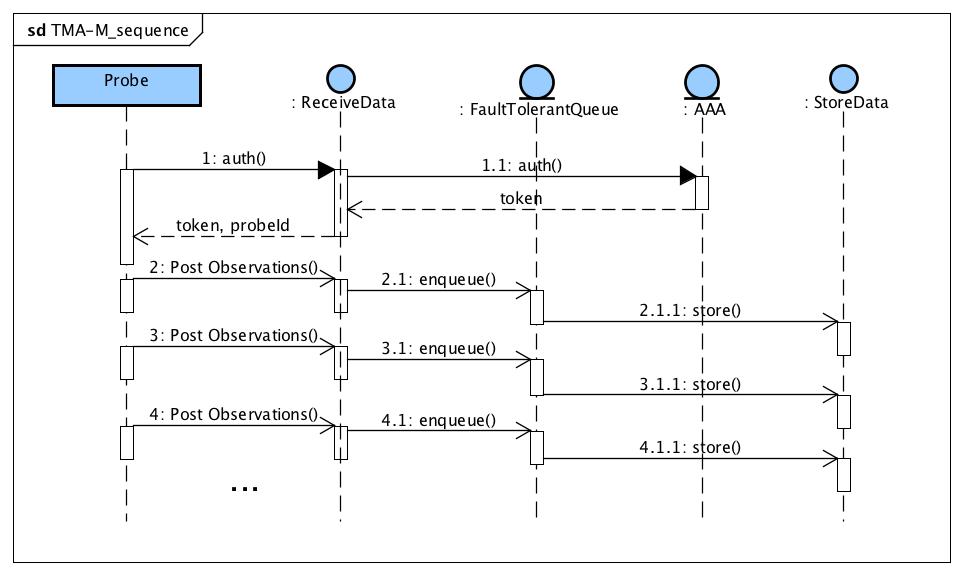 sd TMA-M_sequence
Probe
: ReceiveData
: FaultTolerantQueue
: AAA
: StoreData
1: auth()
1.1: auth()
token
token, probeId
2: Post Observations()
2.1: enqueue()
2.1.1: store()
3: Post Observations()
3.1: enqueue()
3.1.1: store()
4: Post Observations()
4.1: enqueue()
4.1.1: store()
...